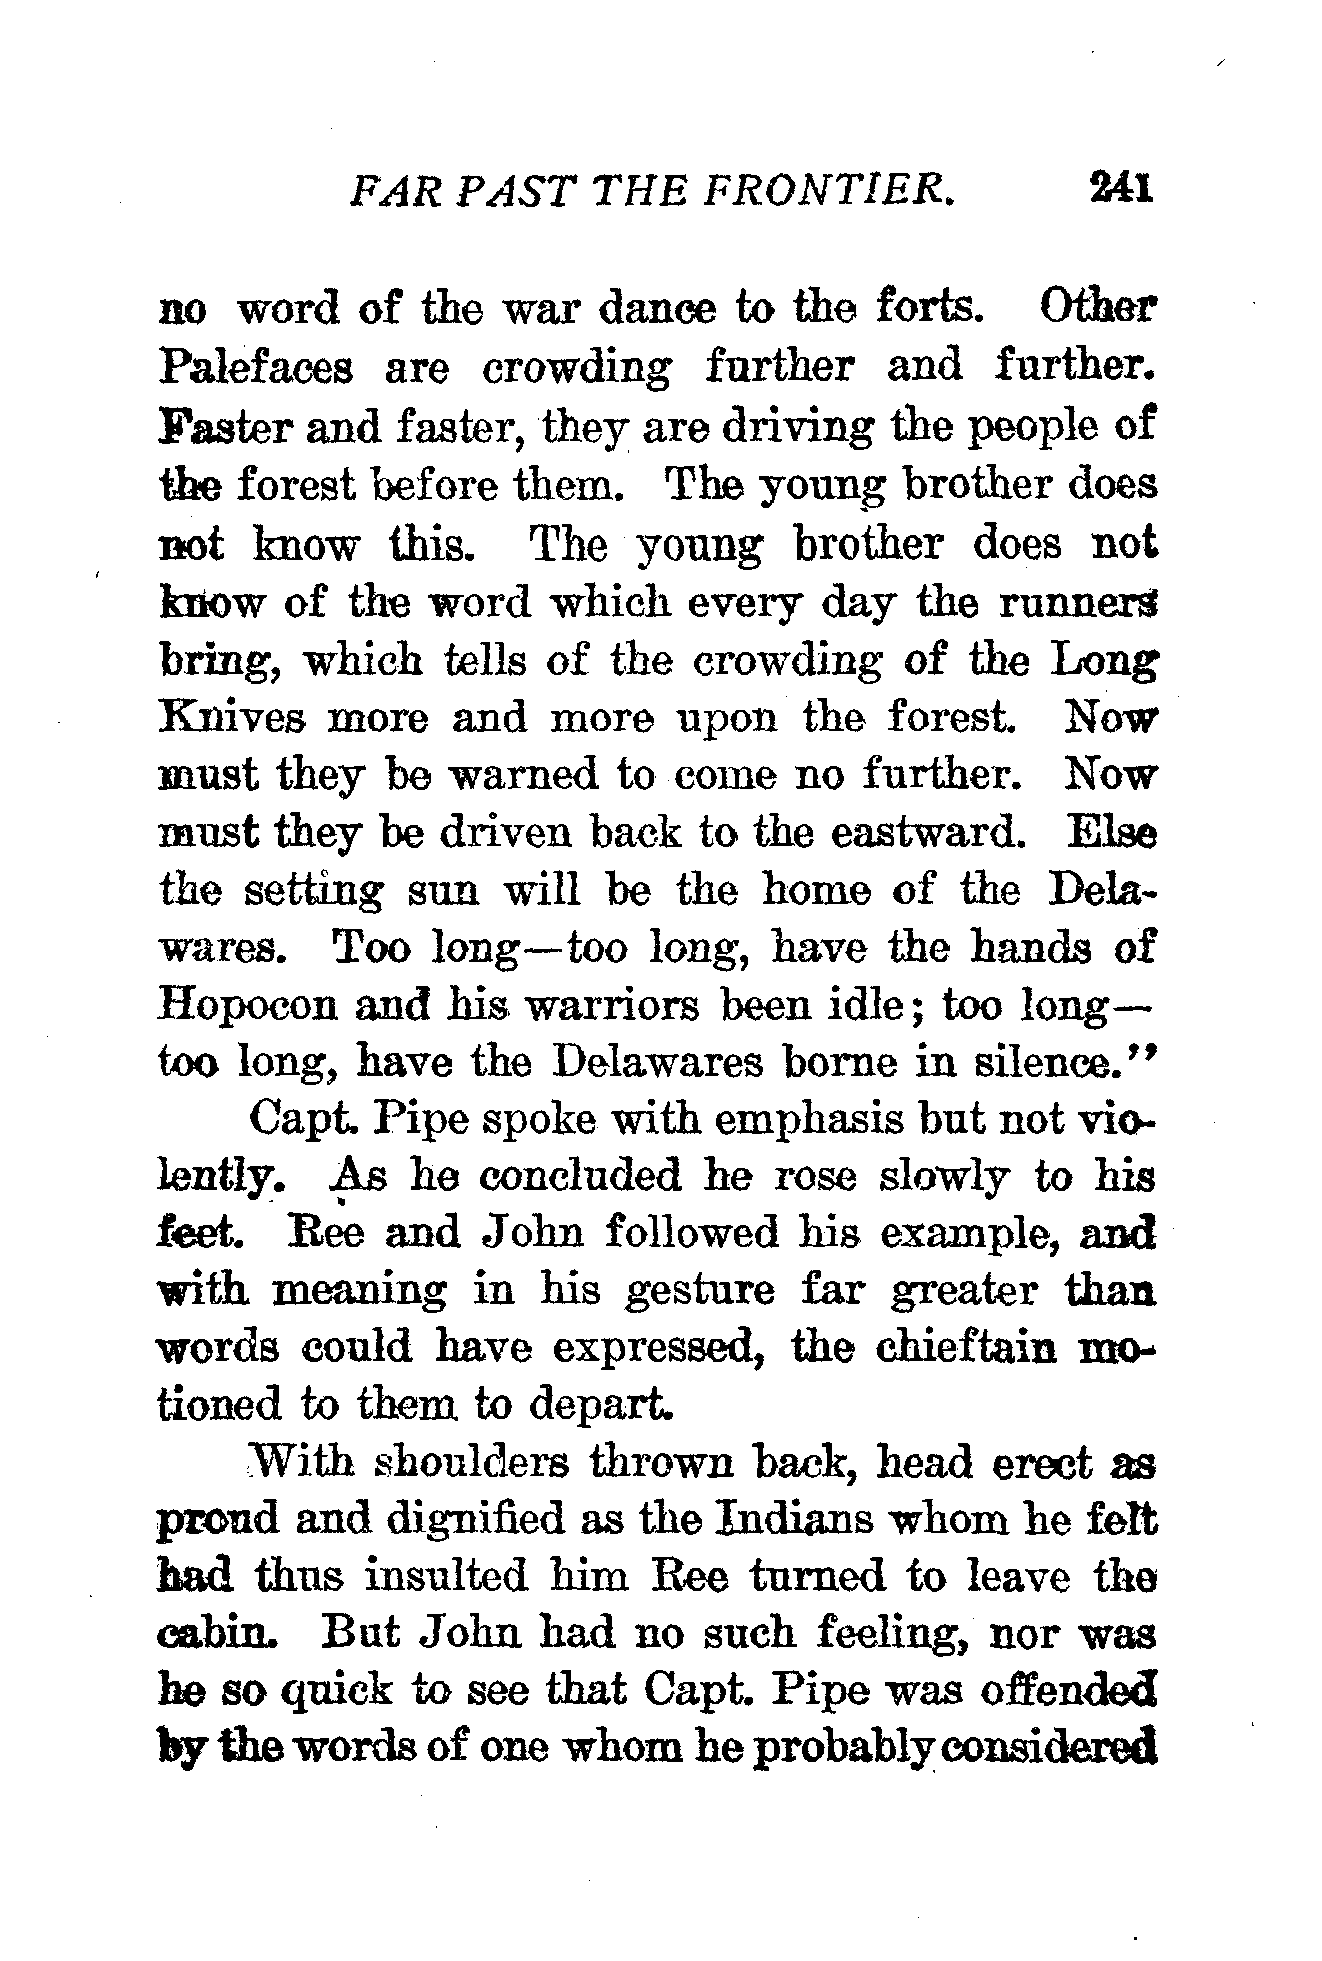 FAR PAST THE FRONTIER. 241
no word of the war dance to the forts. Other
Palefaces are crowding further and further.
Faster and faster, they are driving the people of
the forest before them. The young brother does
not know this. The young brother does not
know of the word which every day the runners
bring, which tells of the crowding of the Long
Knives more and more upon the forest. Now
must they be warned to come no further. Now
must they be driven back to the eastward. Else
the setting sun will be the home of the Dela-
wares. Too long—too long, have the hands of
Hopocon and his warriors been idle; too long—
too long, have the Delawares borne in silence."
Capt. Pipe spoke with emphasis but not vio-
lently. As he concluded he rose slowly to his
feet. Ree and John followed his example, and
with meaning in his gesture far greater than
words could have expressed, the chieftain mo-
tioned to them to depart.
With shoulders thrown back, head erect as
proud and dignified as the Indians whom he felt
had thus insulted him Ree turned to leave the
cabin. But John had no such feeling, nor was
he so quick to see that Capt. Pipe was offended
by the words of one whom he probably considered